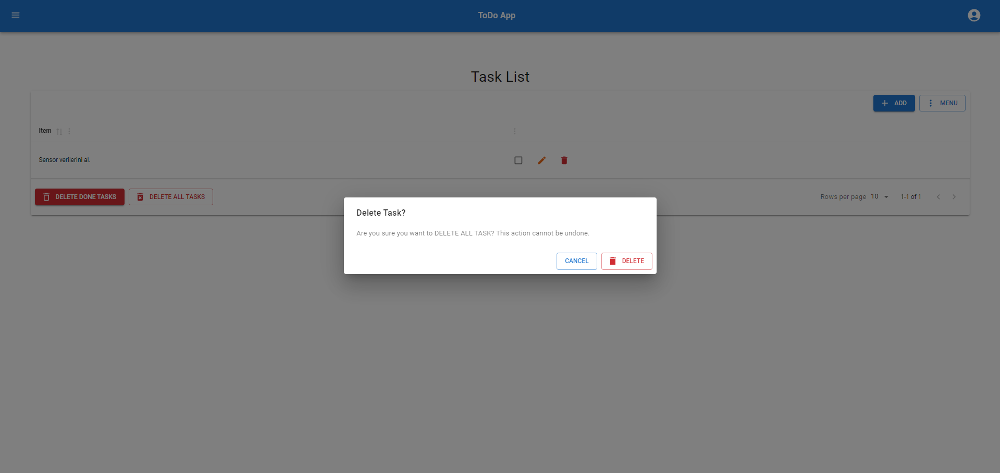 ToDo App
Task List
ADD
MENU
Item
Sensor verilerini al.
DELETE DONE TASKS
DELETE ALL TASKS
Rows per page 10
1-1 of 1
Delete Task?
Are you sure you want to DELETE ALL TASK? This action cannot be undone.
CANCEL
DELETE